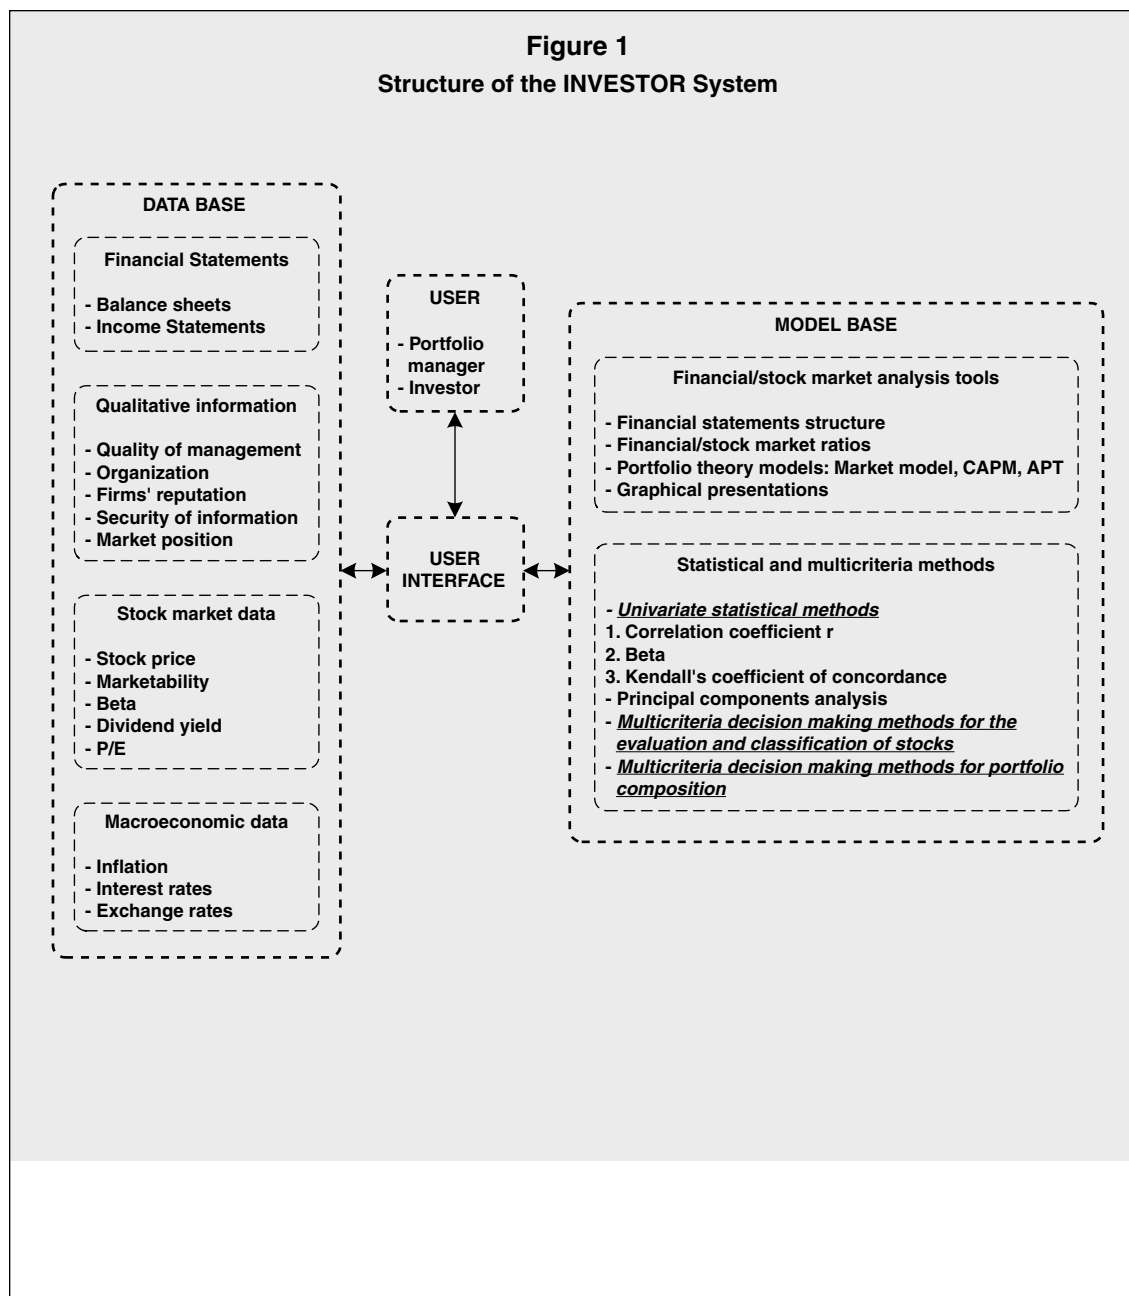 Figure 1
Structure of the INVESTOR System
DATA BASE
Financial Statements
- Balance sheets
- Income Statements
Qualitative information
- Quality of management
- Organization
- Firms' reputation
- Security of information
- Market position
Stock market data
- Stock price
- Marketability
- Beta
- Dividend yield
- P/E
Macroeconomic data
- Inflation
- Interest rates
- Exchange rates
USER
- Portfolio
manager
- Investor
USER
INTERFACE
MODEL BASE
Financial/stock market analysis tools
- Financial statements structure
- Financial/stock market ratios
- Portfolio theory models: Market model, CAPM, APT
- Graphical presentations
Statistical and multicriteria methods
- Univariate statistical methods
1. Correlation coefficient r
2. Beta
3. Kendall's coefficient of concordance
- Principal components analysis
- Multicriteria decision making methods for the
evaluation and classification of stocks
- Multicriteria decision making methods for portfolio
composition